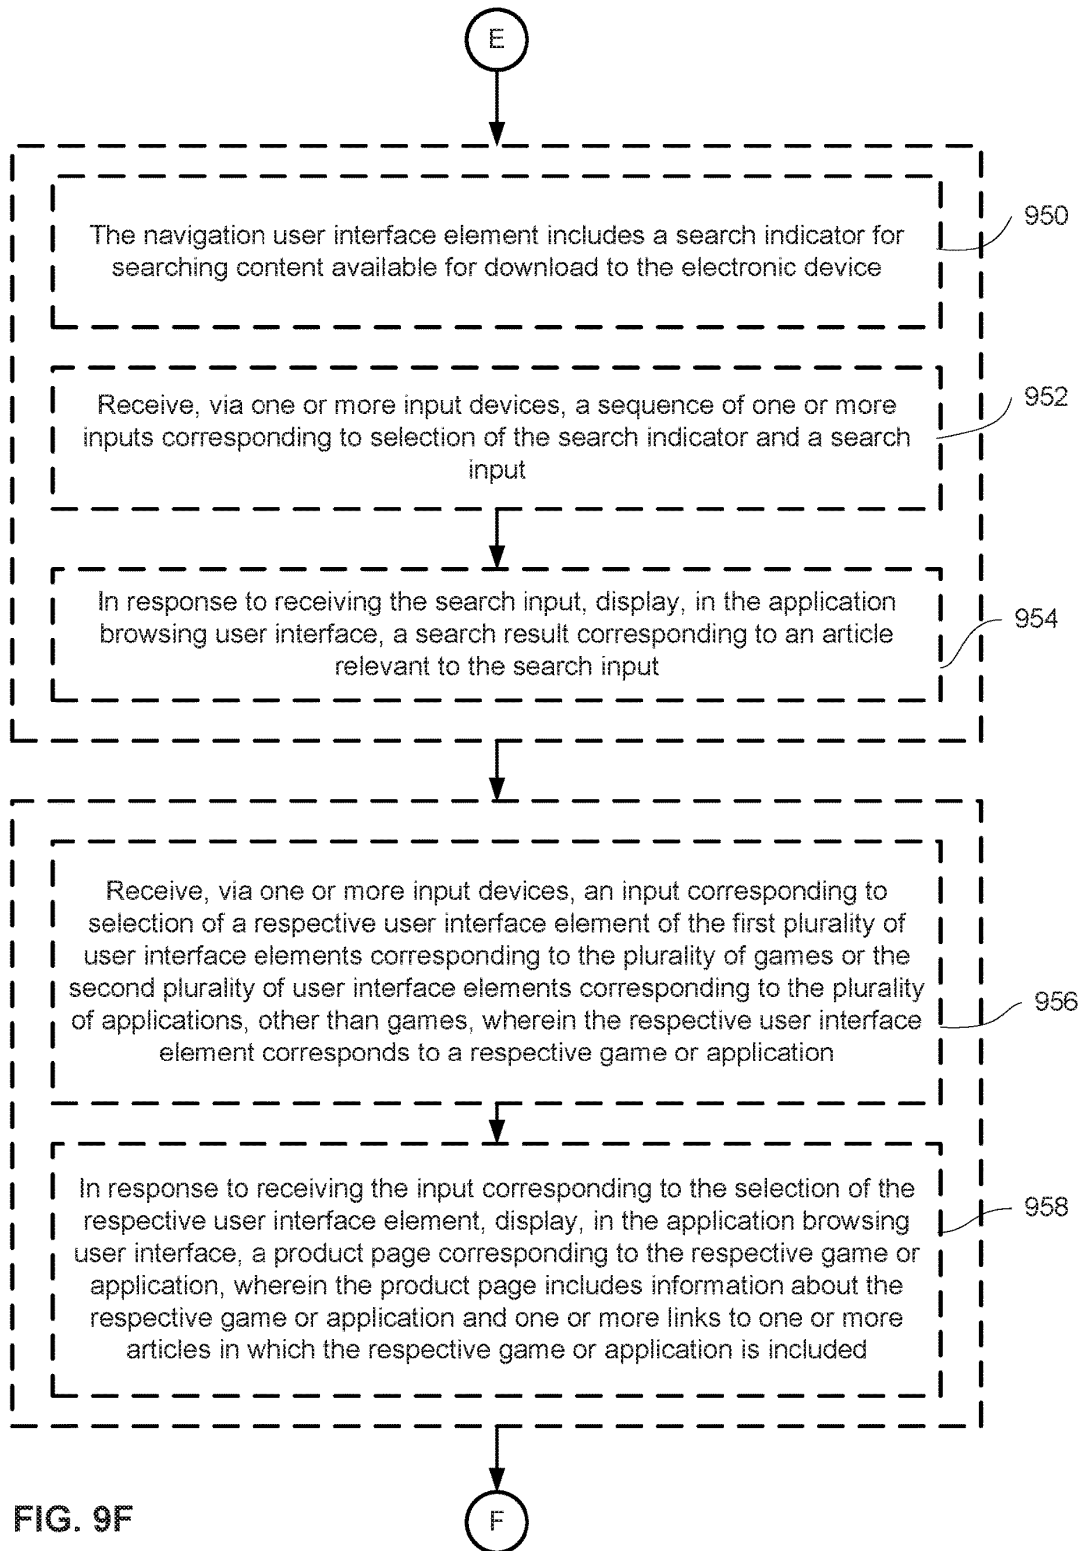 E
The navigation user interface element includes a search indicator for
searching content available for download to the electronic device
950
Receive, via one or more input devices, a sequence of one or more
inputs corresponding to selection of the search indicator and a search
input
952
In response to receiving the search input, display, in the application
browsing user interface, a search result corresponding to an article
relevant to the search input
954
Receive, via one or more input devices, an input corresponding to
selection of a respective user interface element of the first plurality of
user interface elements corresponding to the plurality of games or the
second plurality of user interface elements corresponding to the plurality
of applications, other than games, wherein the respective user interface
element corresponds to a respective game or application
956
In response to receiving the input corresponding to the selection of the
respective user interface element, display, in the application browsing
user interface, a product page corresponding to the respective game or
application, wherein the product page includes information about the
respective game or application and one or more links to one or more
articles in which the respective game or application is included
958
F
FIG. 9F